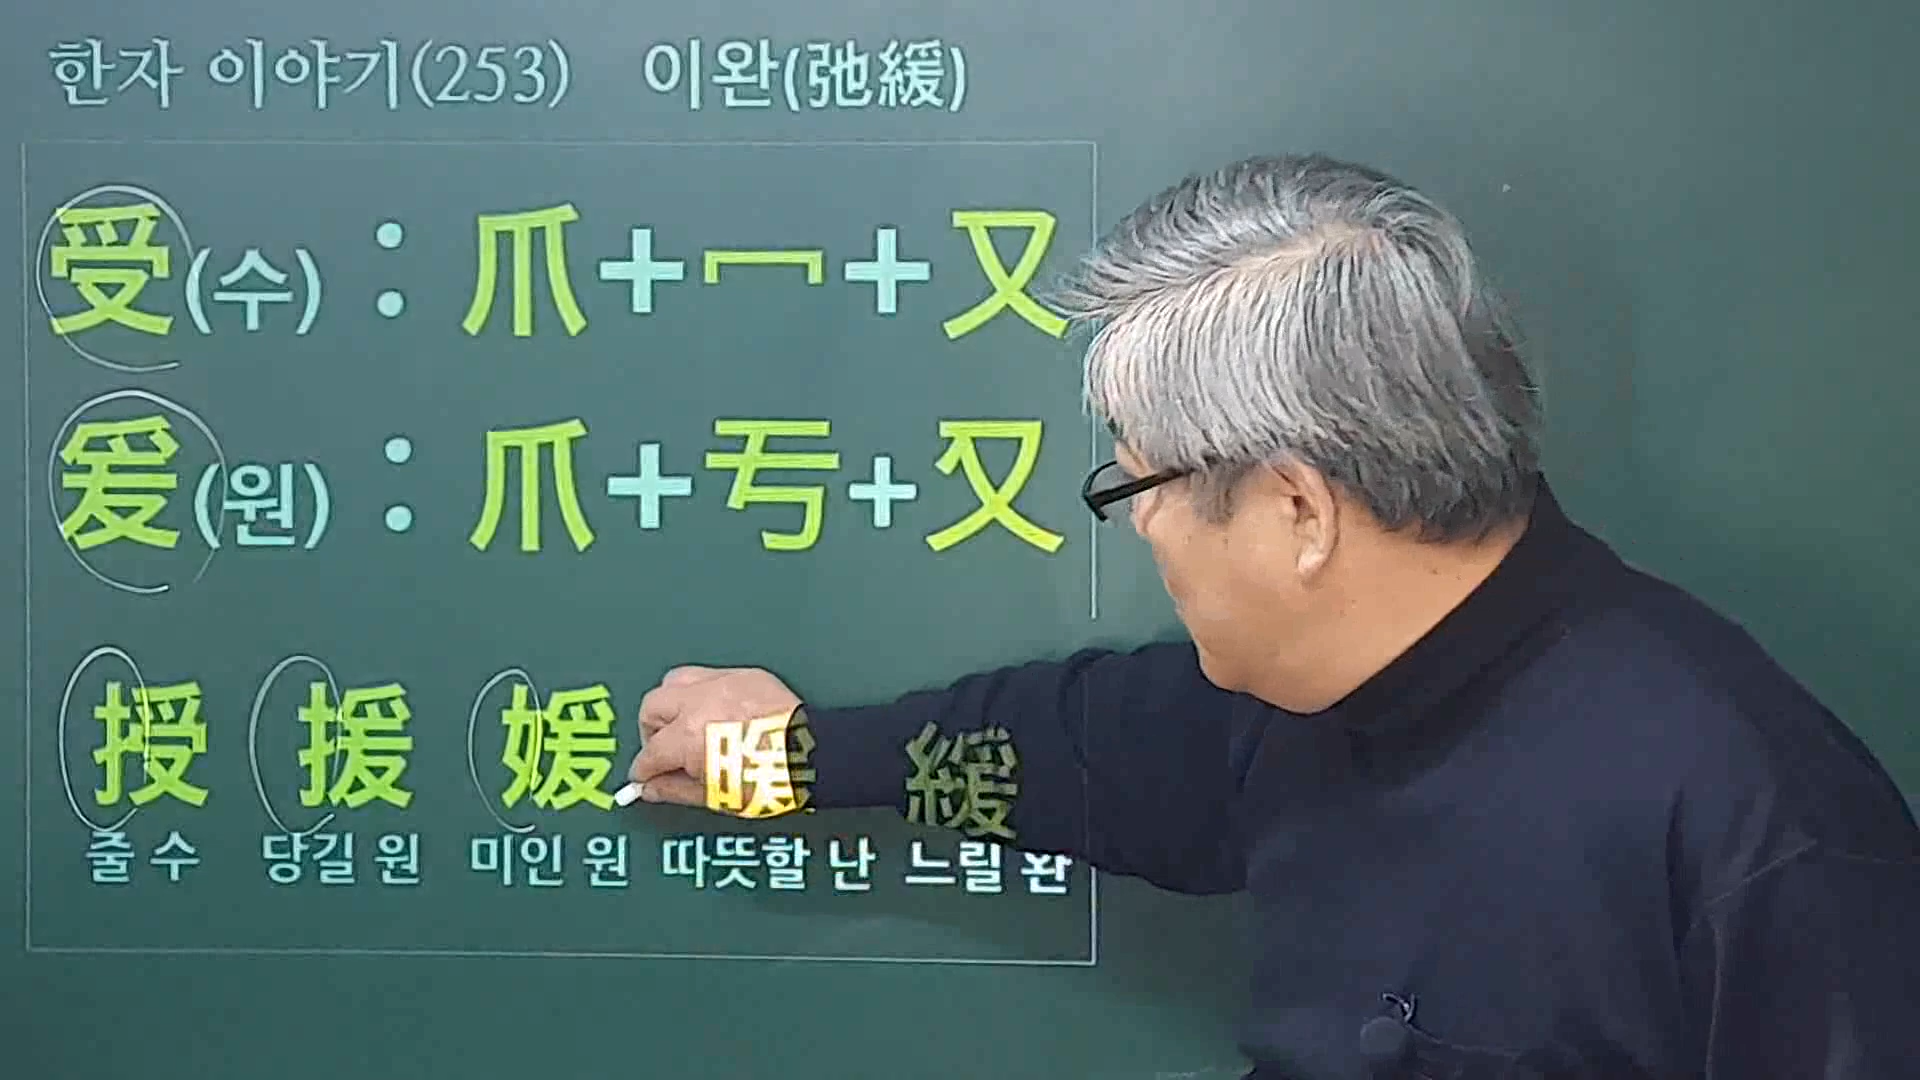 한자 이야기(253) 이완(弛緩)
受(수) : 爪+冖+又
爰(원) : 爪+亐+又
授 援 媛 暖 緩
줄 수 당길 원 미인 원 따뜻할 난 느릴 완